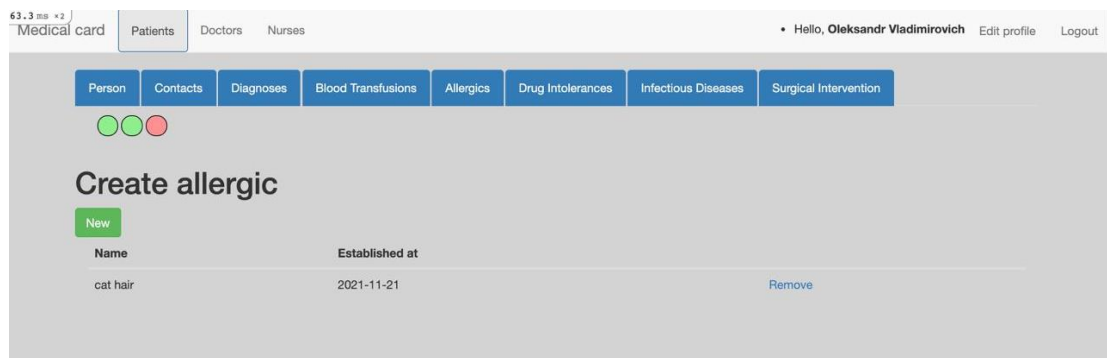 63.3 ms ×2
Medical card Patients Doctors Nurses • Hello, Oleksandr Vladimirovich Edit profile Logout
Person Contacts Diagnoses Blood Transfusions Allergics Drug Intolerances Infectious Diseases Surgical Intervention
Create allergic
New
Name Established at
cat hair 2021-11-21 Remove